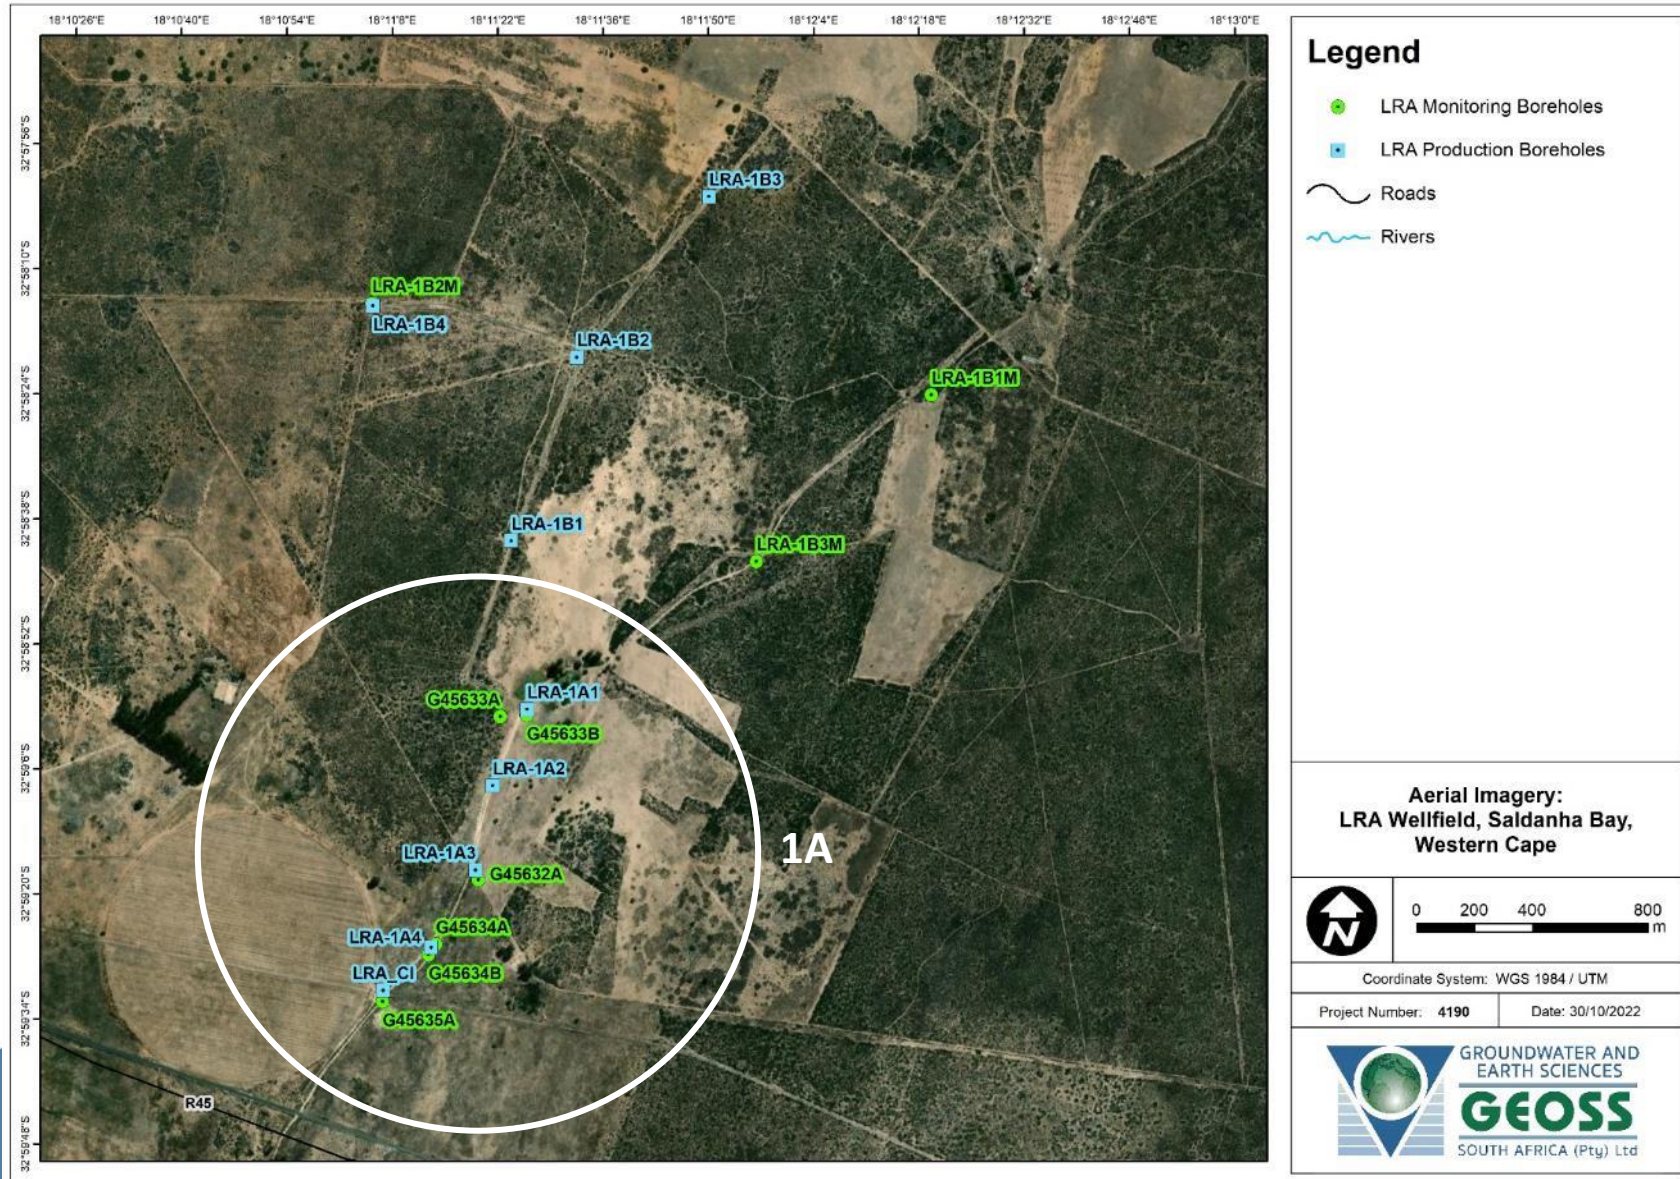 18°10'26"E 18°10'40"E 18°10'54"E 18°11'8"E 18°11'22"E 18°11'36"E 18°11'50"E 18°12'4"E 18°12'18"E 18°12'32"E 18°12'46"E 18°13'0"E
32°57'56"S
32°58'10"S
32°58'24"S
32°58'38"S
32°58'52"S
32°59'6"S
32°59'20"S
32°59'34"S
32°59'48"S
LRA-1B3
LRA-1B2M
LRA-1B4
LRA-1B2
LRA-1B1M
LRA-1B1
LRA-1B3M
LRA-1A1
G45633A
G45633B
LRA-1A2
1A
LRA-1A3
G45632A
G45634A
LRA-1A4
G45634B
LRA_CI
G45635A
R45
Legend
LRA Monitoring Boreholes
LRA Production Boreholes
Roads
Rivers
Aerial Imagery:
LRA Wellfield, Saldanha Bay,
Western Cape
N
0 200 400 800
m
Coordinate System: WGS 1984 / UTM
Project Number: 4190 Date: 30/10/2022
GROUNDWATER AND
EARTH SCIENCES
GEOSS
SOUTH AFRICA (Pty) Ltd